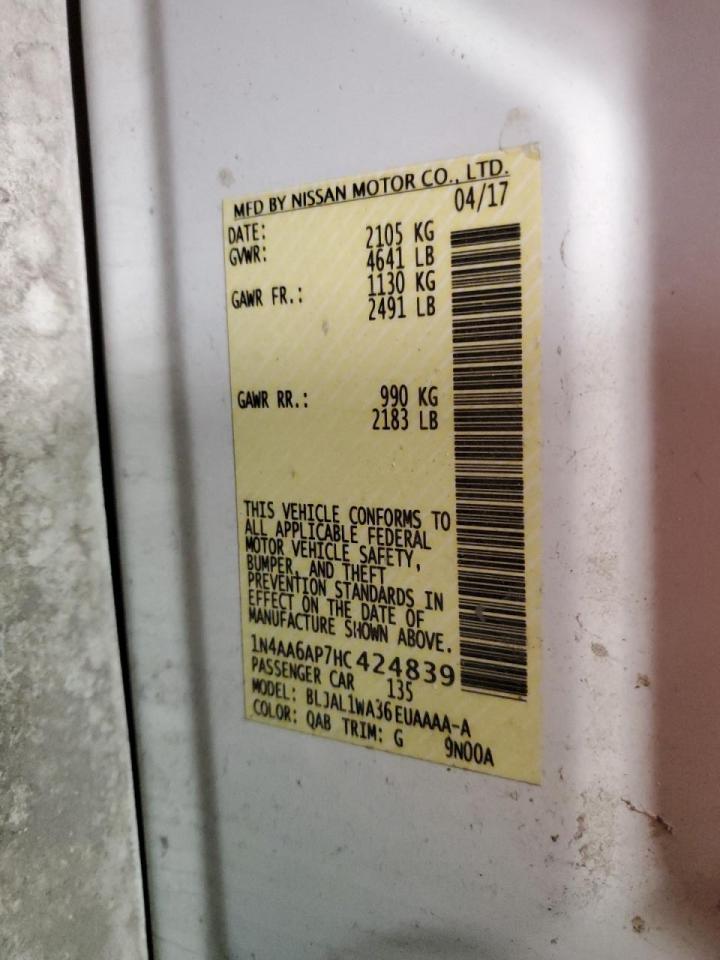 MFD BY NISSAN MOTOR CO., LTD.
DATE: 04/17
GVWR: 2105 KG
4641 LB
GAWR FR.: 1130 KG
2491 LB
GAWR RR.: 990 KG
2183 LB
THIS VEHICLE CONFORMS TO
ALL APPLICABLE FEDERAL
MOTOR VEHICLE SAFETY,
BUMPER, AND THEFT
PREVENTION STANDARDS IN
EFFECT ON THE DATE OF
MANUFACTURE SHOWN ABOVE.
1N4AA6AP7HC424839
PASSENGER CAR 135
MODEL: BLJAL1WA36EUAAAA-A
COLOR: QAB TRIM: G 9N00A